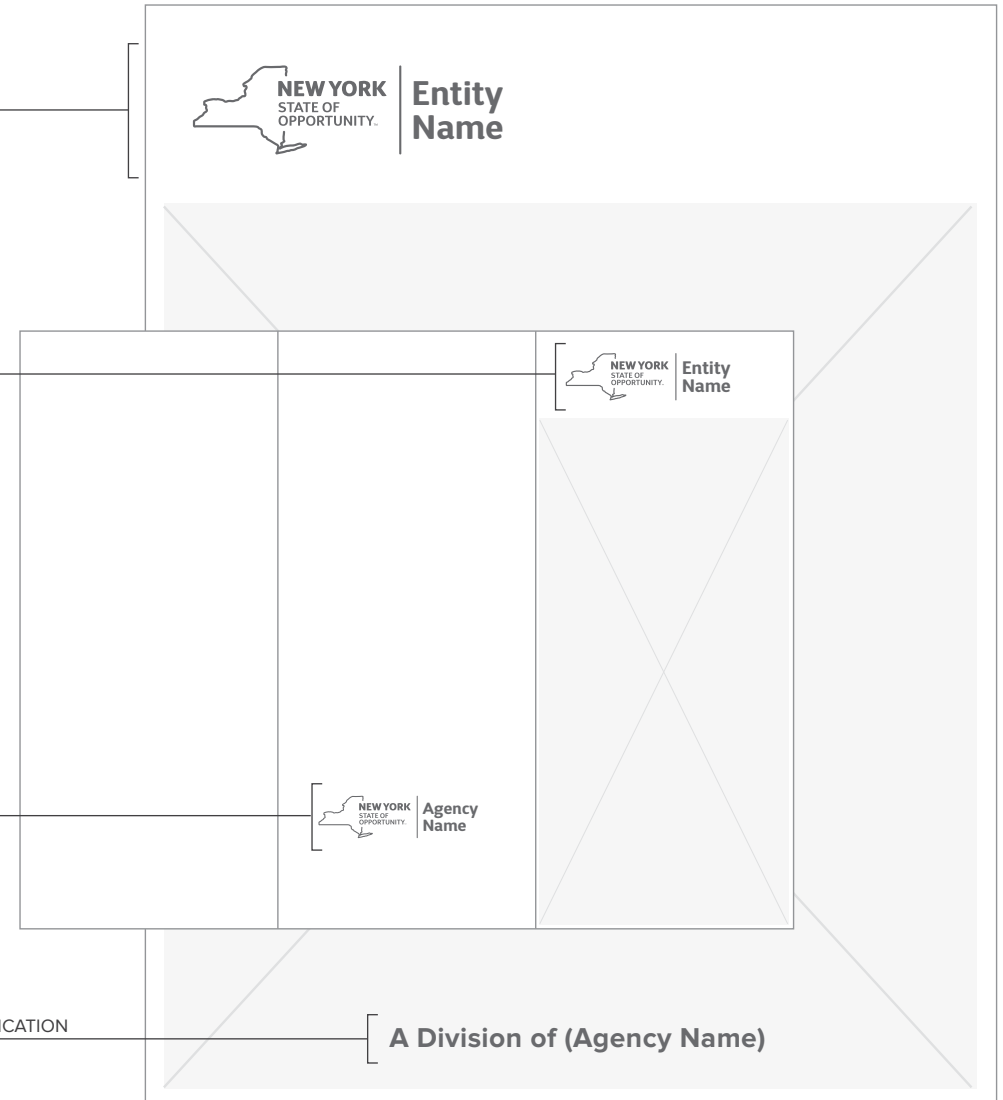 NEW YORK
STATE OF
OPPORTUNITY™
Entity
Name
NEW YORK
STATE OF
OPPORTUNITY.
Entity
Name
NEW YORK
STATE OF
OPPORTUNITY.
Agency
Name
ICATION
A Division of (Agency Name)